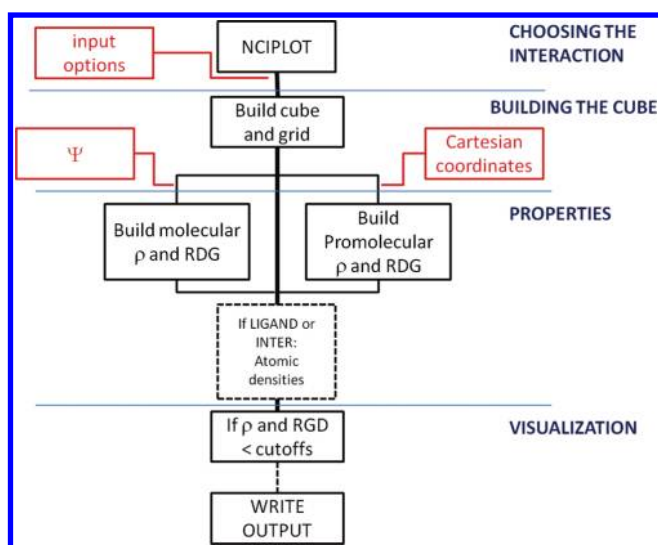 CHOOSING THE
INTERACTION
input
options
NCIPLOT
BUILDING THE CUBE
Build cube
and grid
Ψ
Cartesian
coordinates
PROPERTIES
Build molecular
ρ and RDG
Build
Promolecular
ρ and RDG
If LIGAND or
INTER:
Atomic
densities
VISUALIZATION
If ρ and RGD
< cutoffs
WRITE
OUTPUT